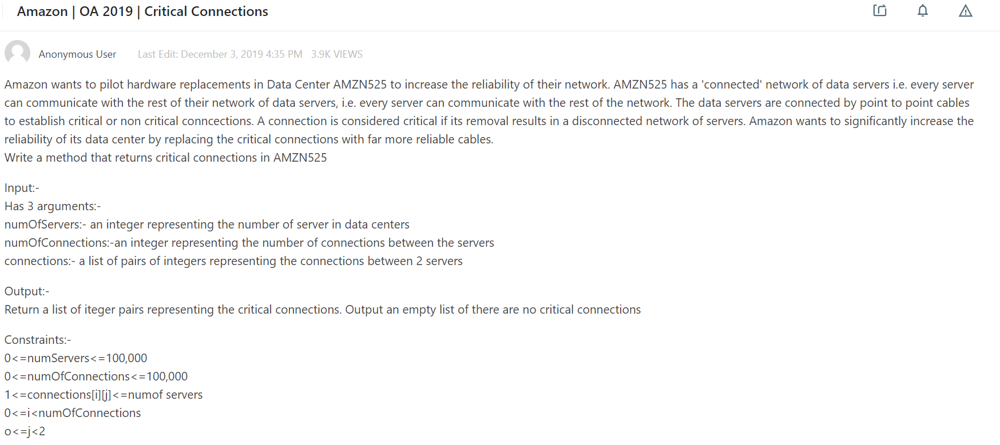 Amazon | OA 2019 | Critical Connections
Anonymous User Last Edit: December 3, 2019 4:35 PM 3.9K VIEWS
Amazon wants to pilot hardware replacements in Data Center AMZN525 to increase the reliability of their network. AMZN525 has a 'connected' network of data servers i.e. every server
can communicate with the rest of their network of data servers, i.e. every server can communicate with the rest of the network. The data servers are connected by point to point cables
to establish critical or non critical conncections. A connection is considered critical if its removal results in a disconnected network of servers. Amazon wants to significantly increase the
reliability of its data center by replacing the critical connections with far more reliable cables.
Write a method that returns critical connections in AMZN525
Input:-
Has 3 arguments:-
numOfServers:- an integer representing the number of server in data centers
numOfConnections:-an integer representing the number of connections between the servers
connections:- a list of pairs of integers representing the connections between 2 servers
Output:-
Return a list of iteger pairs representing the critical connections. Output an empty list of there are no critical connections
Constraints:-
0<=numServers<=100,000
0<=numOfConnections<=100,000
1<=connections[i][j]<=numof servers
0<=i<numOfConnections
o<=j<2